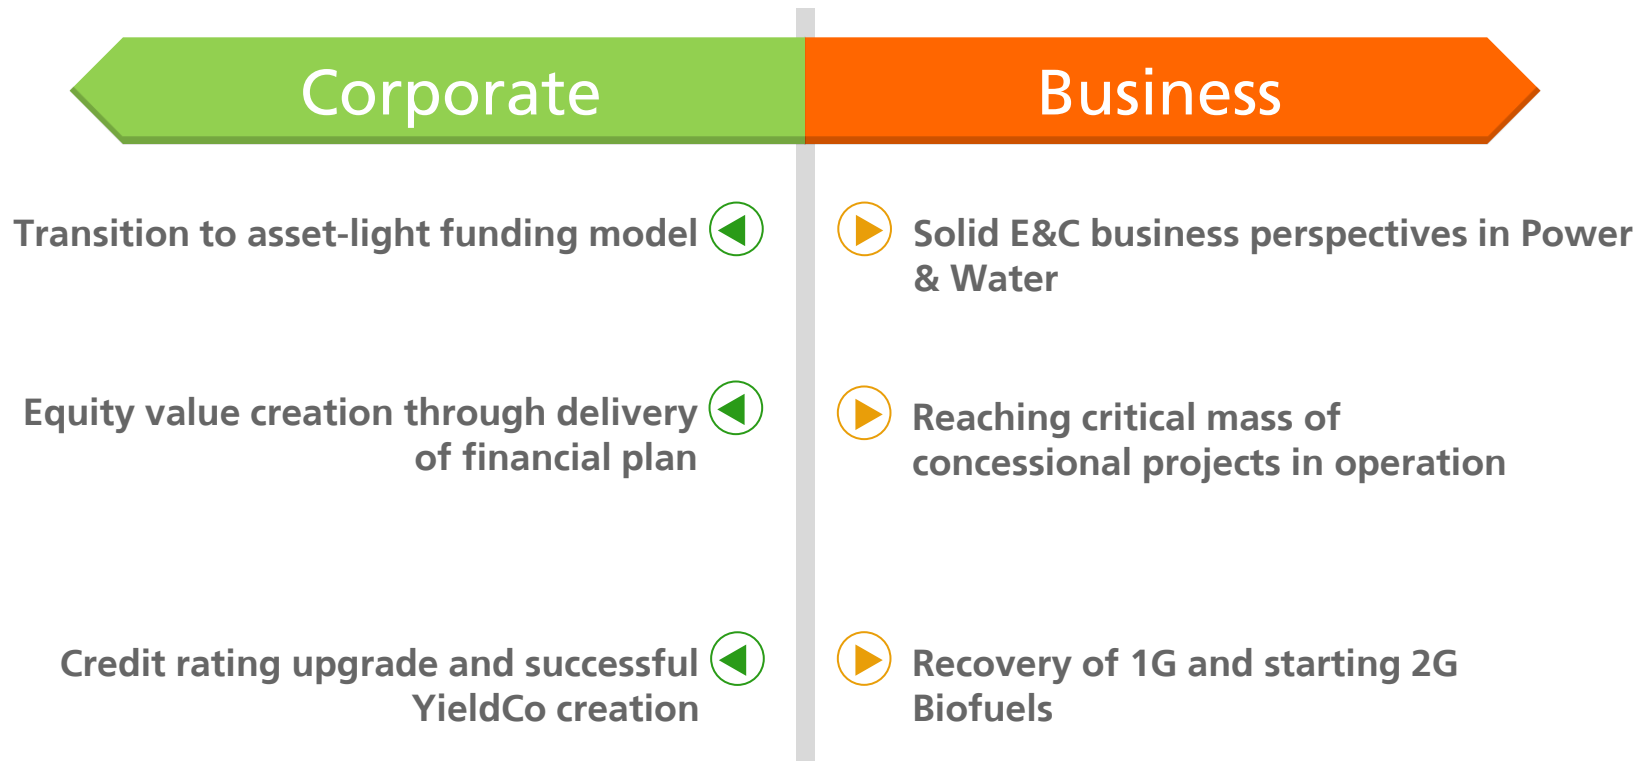 Corporate
Business
Transition to asset-light funding model
Equity value creation through delivery
of financial plan
Credit rating upgrade and successful
YieldCo creation
Solid E&C business perspectives in Power
& Water
Reaching critical mass of
concessional projects in operation
Recovery of 1G and starting 2G
Biofuels